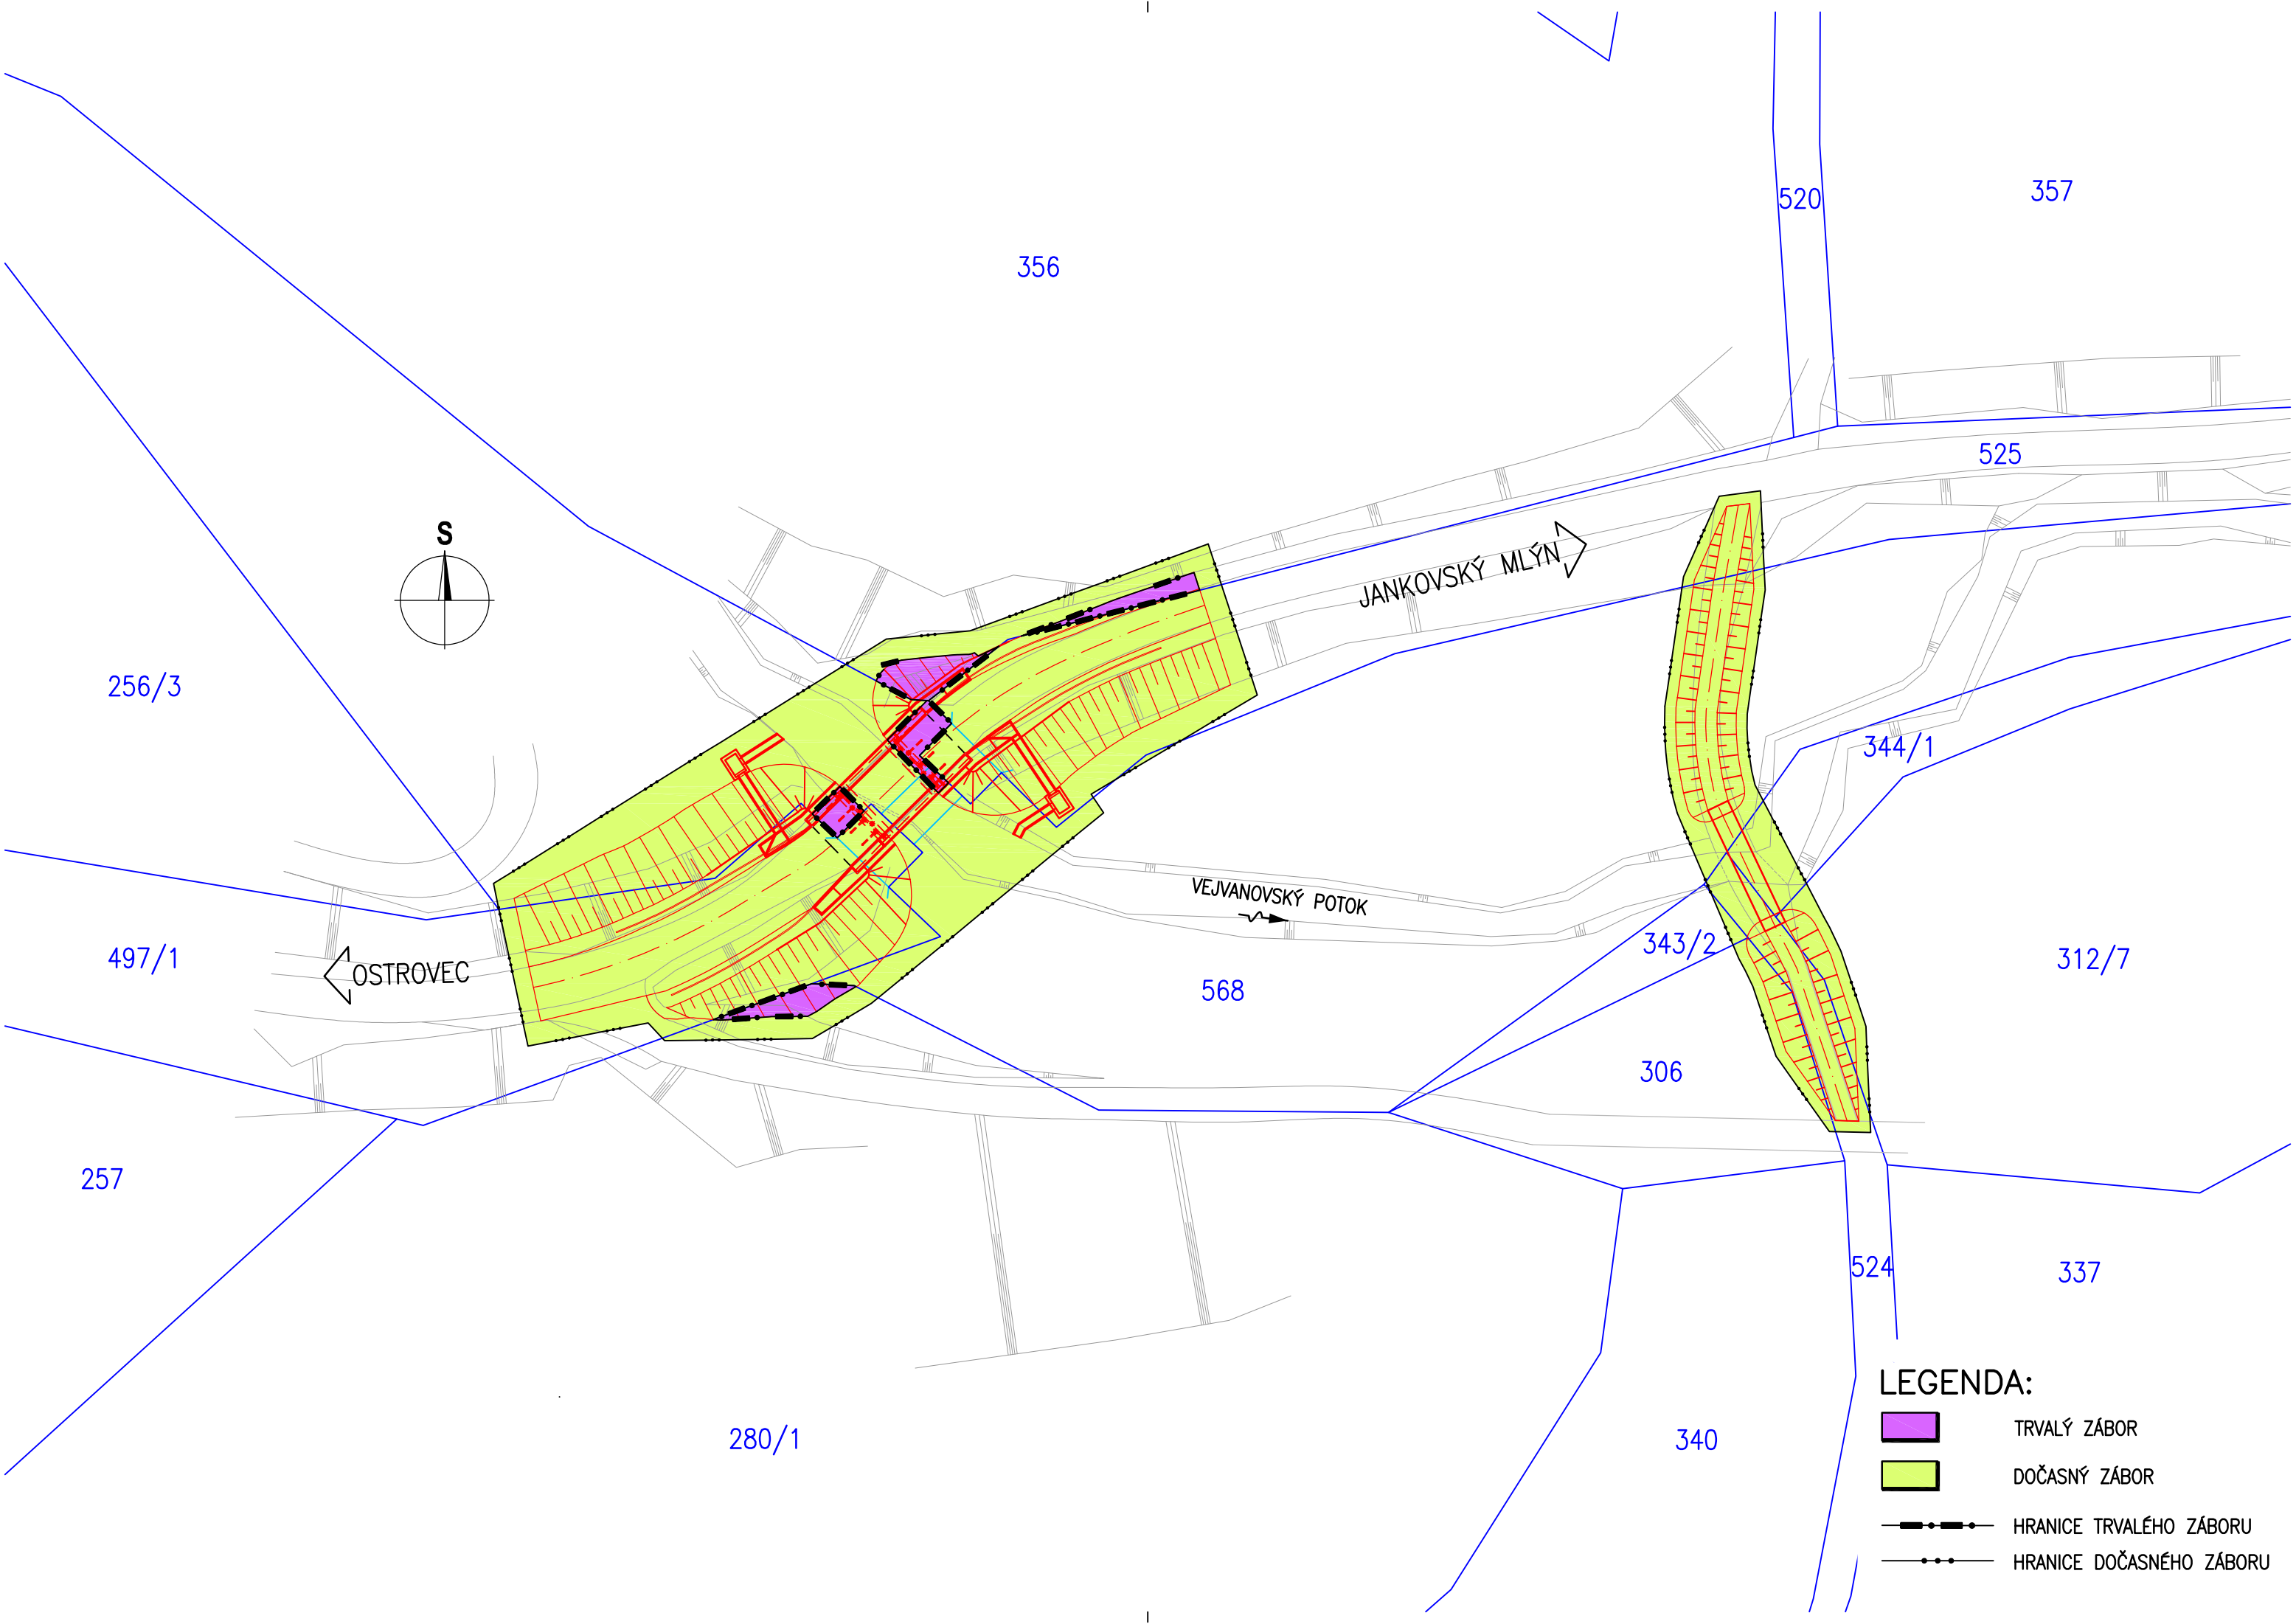 520
357
356
525
S
JANKOVSKÝ MLÝN
256/3
344/1
VEJVANOVSKÝ POTOK
497/1
OSTROVEC
343/2
312/7
568
306
257
524
337
280/1
340
LEGENDA:
TRVALÝ ZÁBOR
DOČASNÝ ZÁBOR
HRANICE TRVALÉHO ZÁBORU
HRANICE DOČASNÉHO ZÁBORU